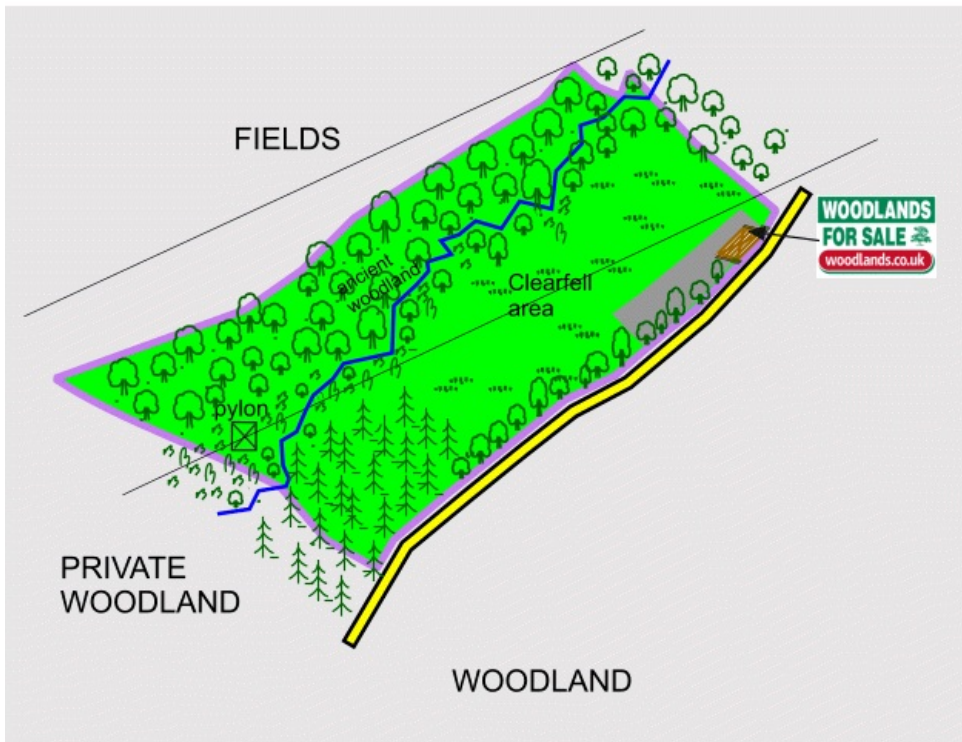 FIELDS
WOODLANDS
FOR SALE
woodlands.co.uk
ancient
woodland
Clearfell
area
pylon
PRIVATE
WOODLAND
WOODLAND